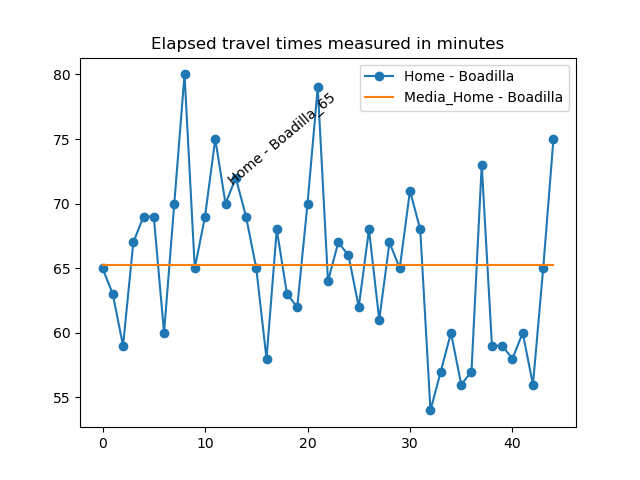 Elapsed travel times measured in minutes
Home - Boadilla
Media_Home - Boadilla
Home - Boadilla_65
80
75
70
65
60
55
0 10 20 30 40